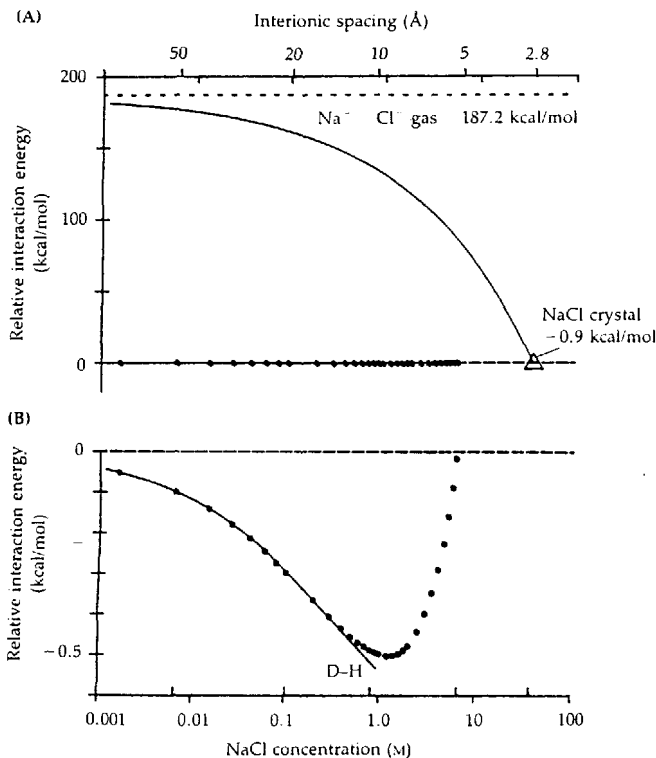 (A)
Interionic spacing (Å)
50 20 10 5 2.8
200
100
0
Relative interaction energy
(kcal/mol)
Na⁻ Cl⁻ gas 187.2 kcal/mol
NaCl crystal
−0.9 kcal/mol
(B)
0
−
−0.5
Relative interaction energy
(kcal/mol)
D–H
0.001 0.01 0.1 1.0 10 100
NaCl concentration (M)